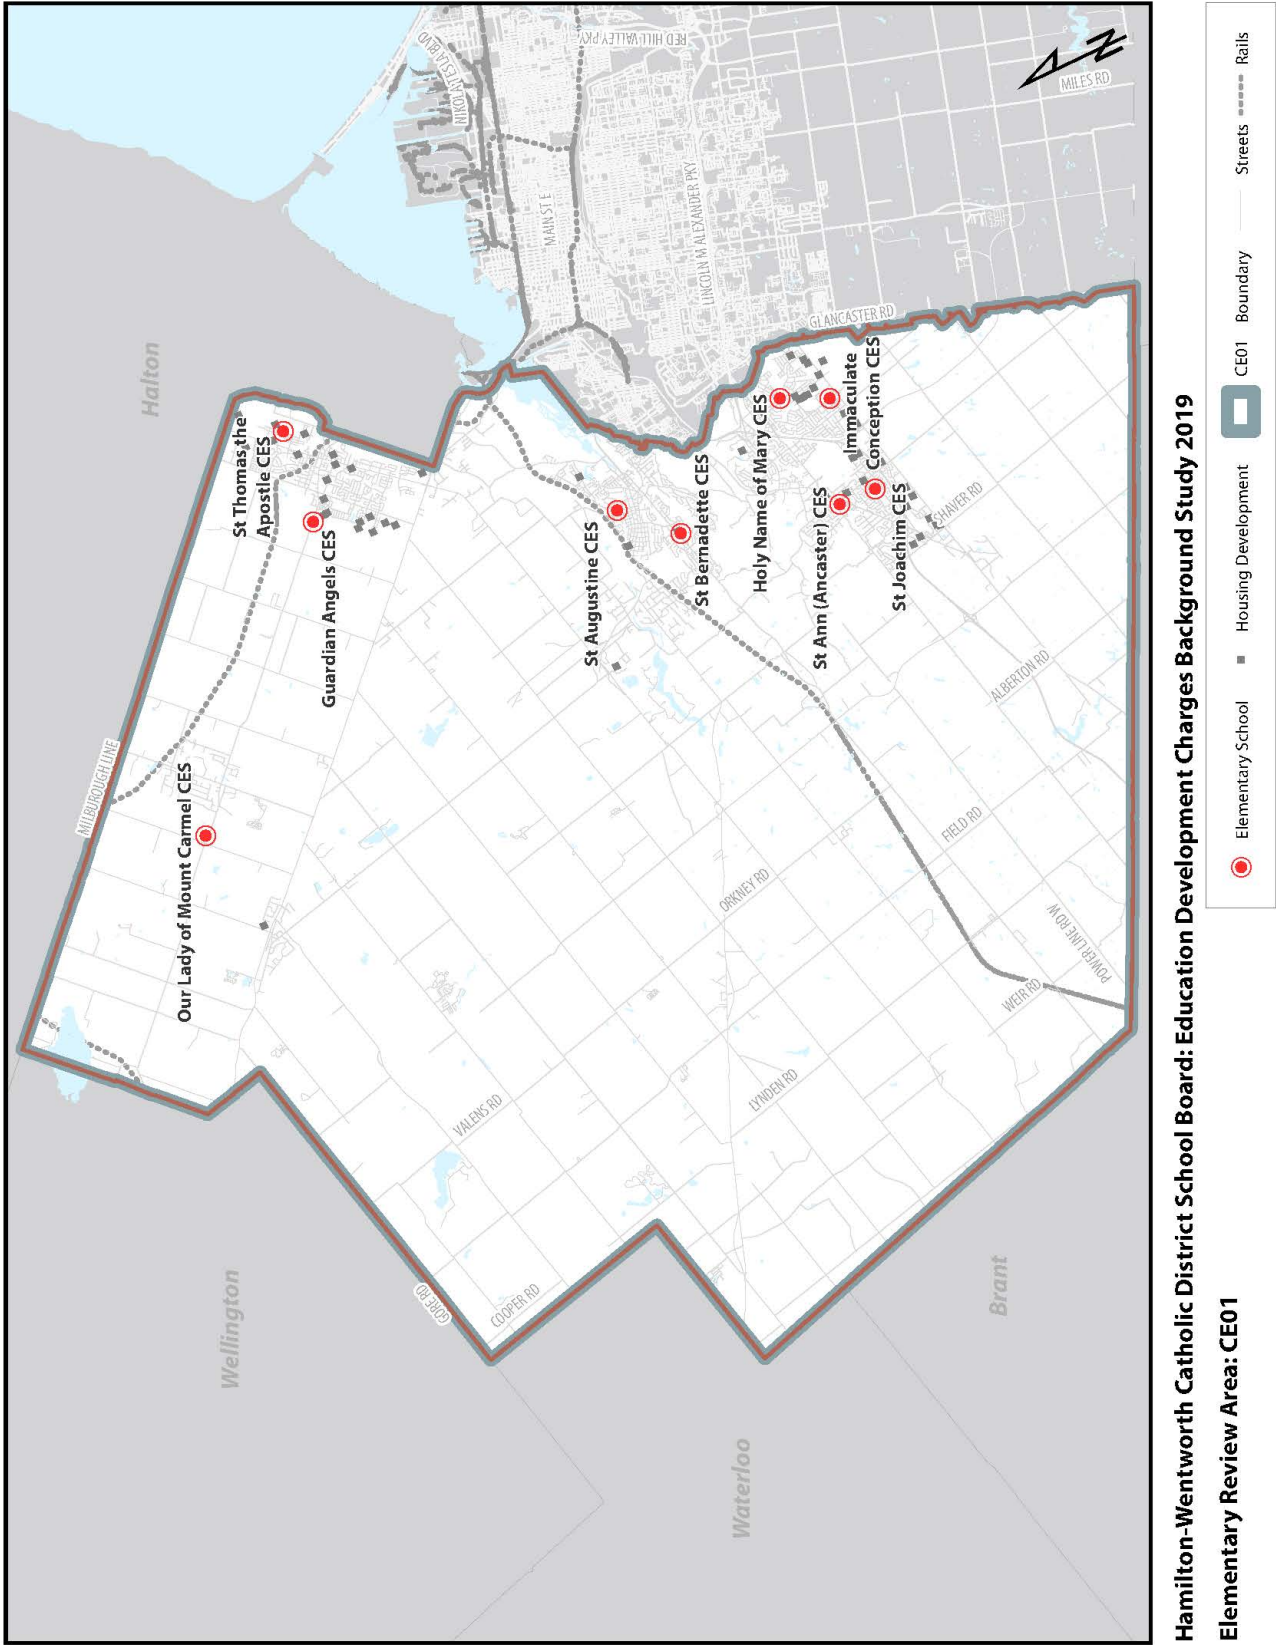 Halton
Wellington
Waterloo
Brant
NIKOLA TESLA BLVD
RED HILL VALLEY PKY
MAIN ST E
LINCOLN M ALEXANDER PKY
MILES RD
GLANCASTER RD
MILBUROUGH LINE
St Thomas the
Apostle CES
Guardian Angels CES
Our Lady of Mount Carmel CES
St Augustine CES
St Bernadette CES
Holy Name of Mary CES
Immaculate
Conception CES
St Ann (Ancaster) CES
St Joachim CES
SHAVER RD
ALBERTON RD
FIELD RD
ORKNEY RD
POWER LINE RD W
WEIR RD
LYNDEN RD
VALENS RD
GORE RD
COOPER RD
N
Hamilton-Wentworth Catholic District School Board: Education Development Charges Background Study 2019
Elementary Review Area: CE01
Elementary School
Housing Development
CE01 Boundary
Streets
Rails